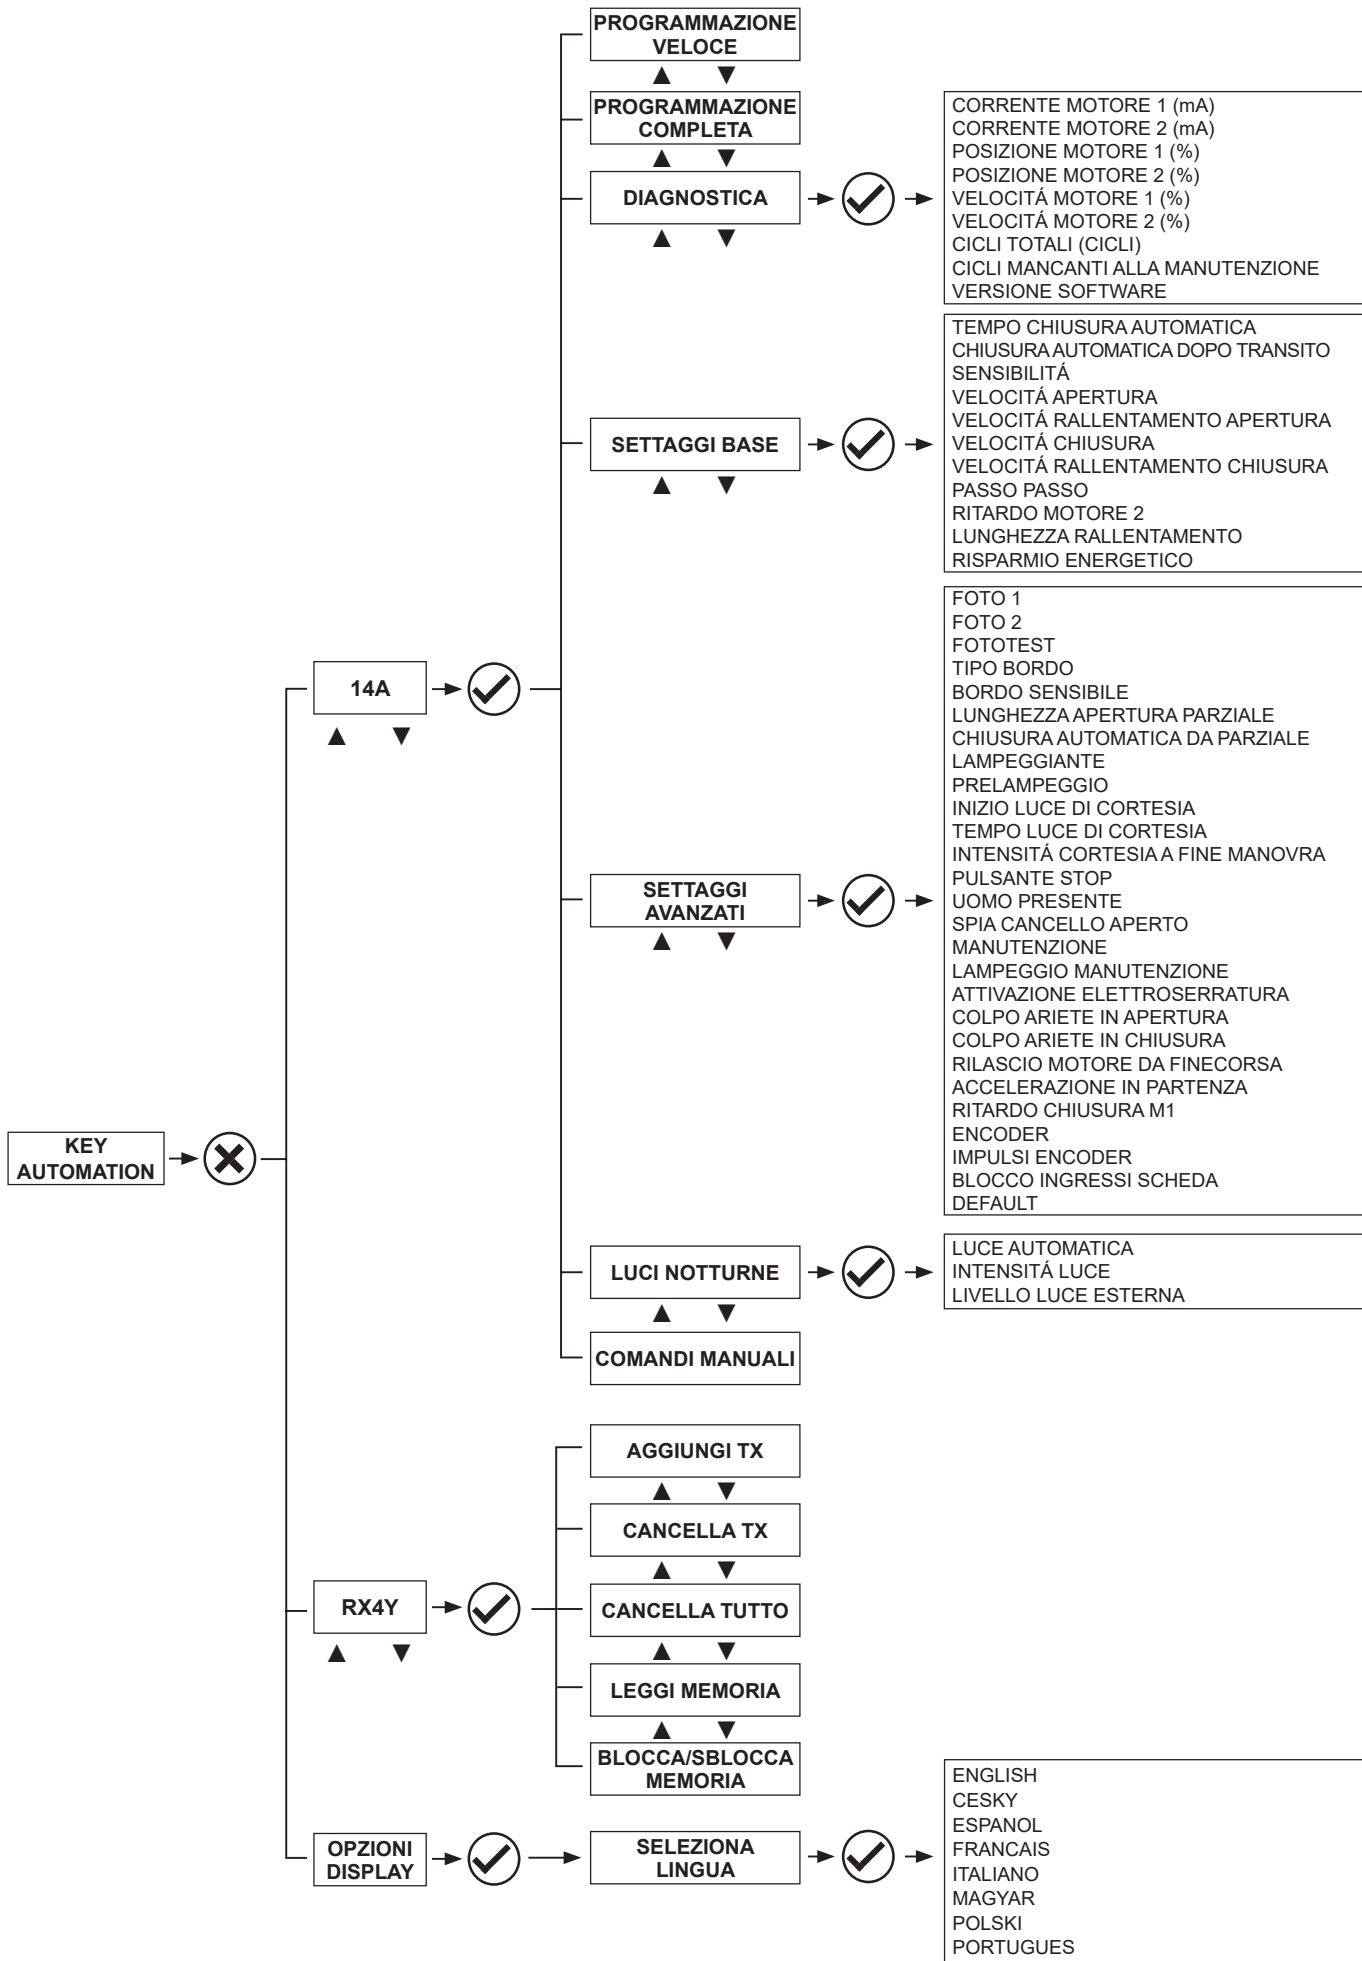 PROGRAMMAZIONE
VELOCE
PROGRAMMAZIONE
COMPLETA
DIAGNOSTICA
CORRENTE MOTORE 1 (mA)
CORRENTE MOTORE 2 (mA)
POSIZIONE MOTORE 1 (%)
POSIZIONE MOTORE 2 (%)
VELOCITÁ MOTORE 1 (%)
VELOCITÁ MOTORE 2 (%)
CICLI TOTALI (CICLI)
CICLI MANCANTI ALLA MANUTENZIONE
VERSIONE SOFTWARE
SETTAGGI BASE
TEMPO CHIUSURA AUTOMATICA
CHIUSURA AUTOMATICA DOPO TRANSITO
SENSIBILITÁ
VELOCITÁ APERTURA
VELOCITÁ RALLENTAMENTO APERTURA
VELOCITÁ CHIUSURA
VELOCITÁ RALLENTAMENTO CHIUSURA
PASSO PASSO
RITARDO MOTORE 2
LUNGHEZZA RALLENTAMENTO
RISPARMIO ENERGETICO
14A
SETTAGGI
AVANZATI
FOTO 1
FOTO 2
FOTOTEST
TIPO BORDO
BORDO SENSIBILE
LUNGHEZZA APERTURA PARZIALE
CHIUSURA AUTOMATICA DA PARZIALE
LAMPEGGIANTE
PRELAMPEGGIO
INIZIO LUCE DI CORTESIA
TEMPO LUCE DI CORTESIA
INTENSITÁ CORTESIA A FINE MANOVRA
PULSANTE STOP
UOMO PRESENTE
SPIA CANCELLO APERTO
MANUTENZIONE
LAMPEGGIO MANUTENZIONE
ATTIVAZIONE ELETTROSERRATURA
COLPO ARIETE IN APERTURA
COLPO ARIETE IN CHIUSURA
RILASCIO MOTORE DA FINECORSA
ACCELERAZIONE IN PARTENZA
RITARDO CHIUSURA M1
ENCODER
IMPULSI ENCODER
BLOCCO INGRESSI SCHEDA
DEFAULT
KEY
AUTOMATION
LUCI NOTTURNE
LUCE AUTOMATICA
INTENSITÁ LUCE
LIVELLO LUCE ESTERNA
COMANDI MANUALI
AGGIUNGI TX
CANCELLA TX
RX4Y
CANCELLA TUTTO
LEGGI MEMORIA
BLOCCA/SBLOCCA
MEMORIA
OPZIONI
DISPLAY
SELEZIONA
LINGUA
ENGLISH
CESKY
ESPANOL
FRANCAIS
ITALIANO
MAGYAR
POLSKI
PORTUGUES